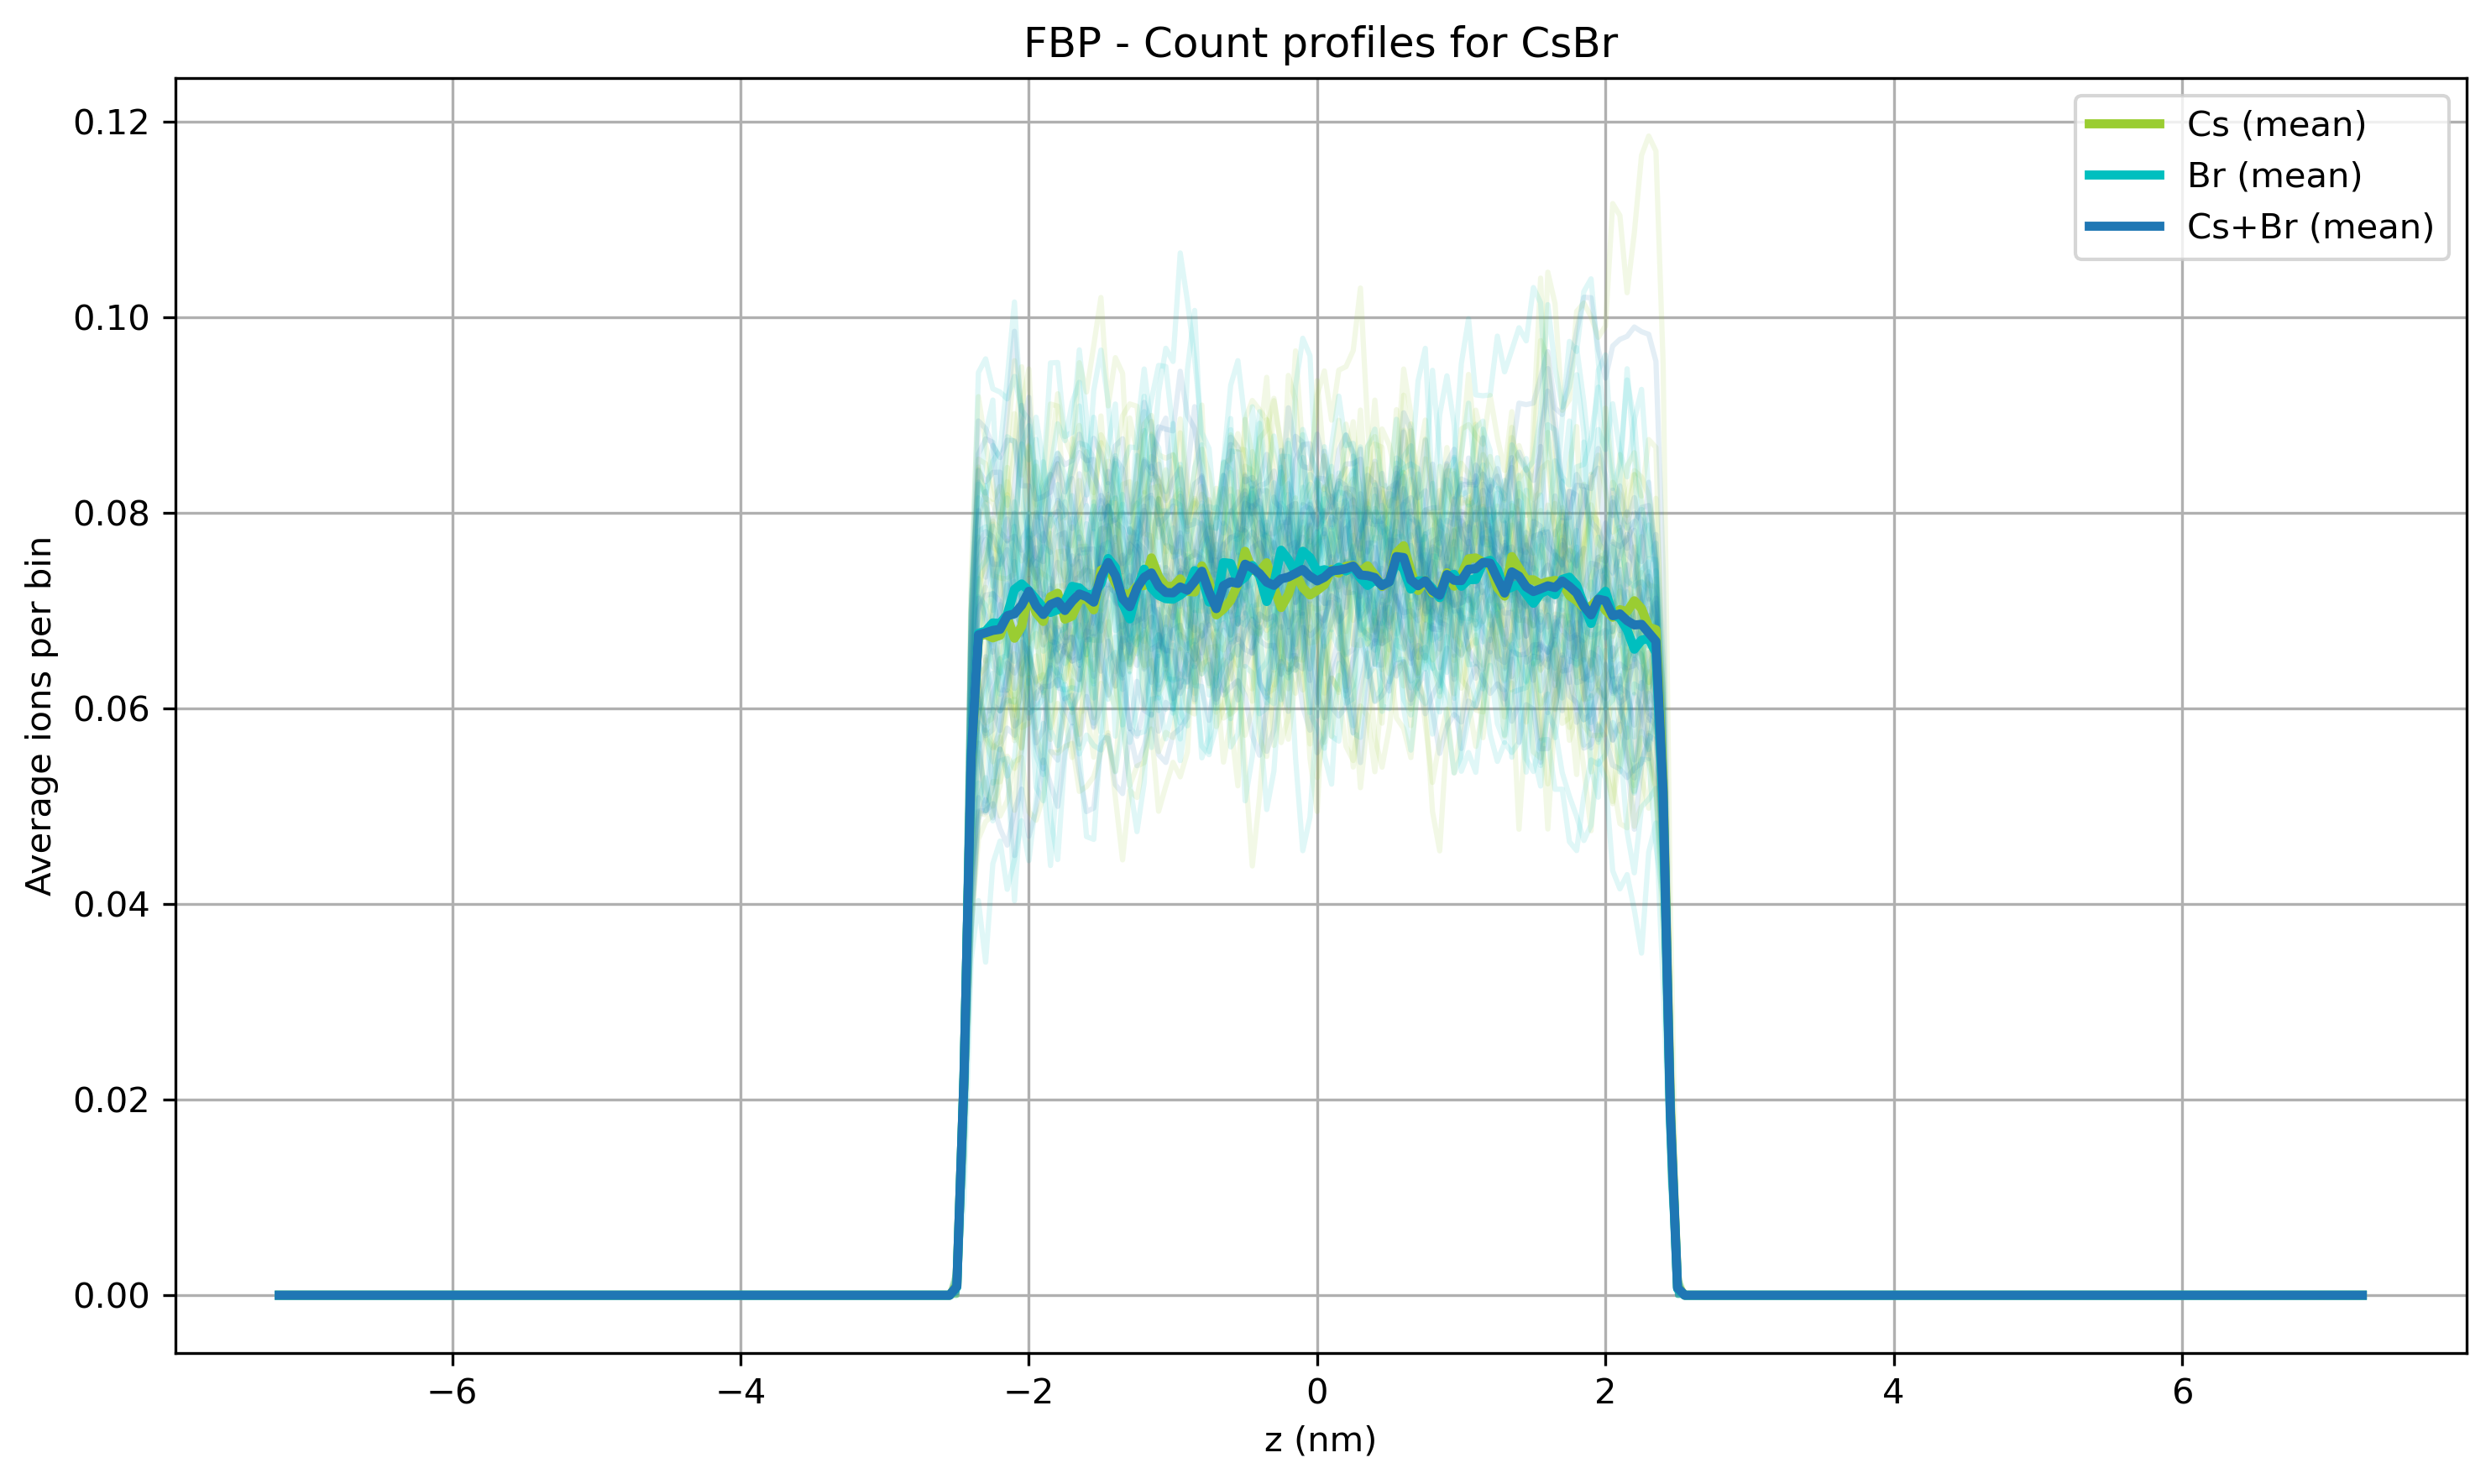 FBP - Count profiles for CsBr
Cs (mean)
Br (mean)
Cs+Br (mean)
Average ions per bin
0.12
0.10
0.08
0.06
0.04
0.02
0.00
−6
−4
−2
0
2
4
6
z (nm)